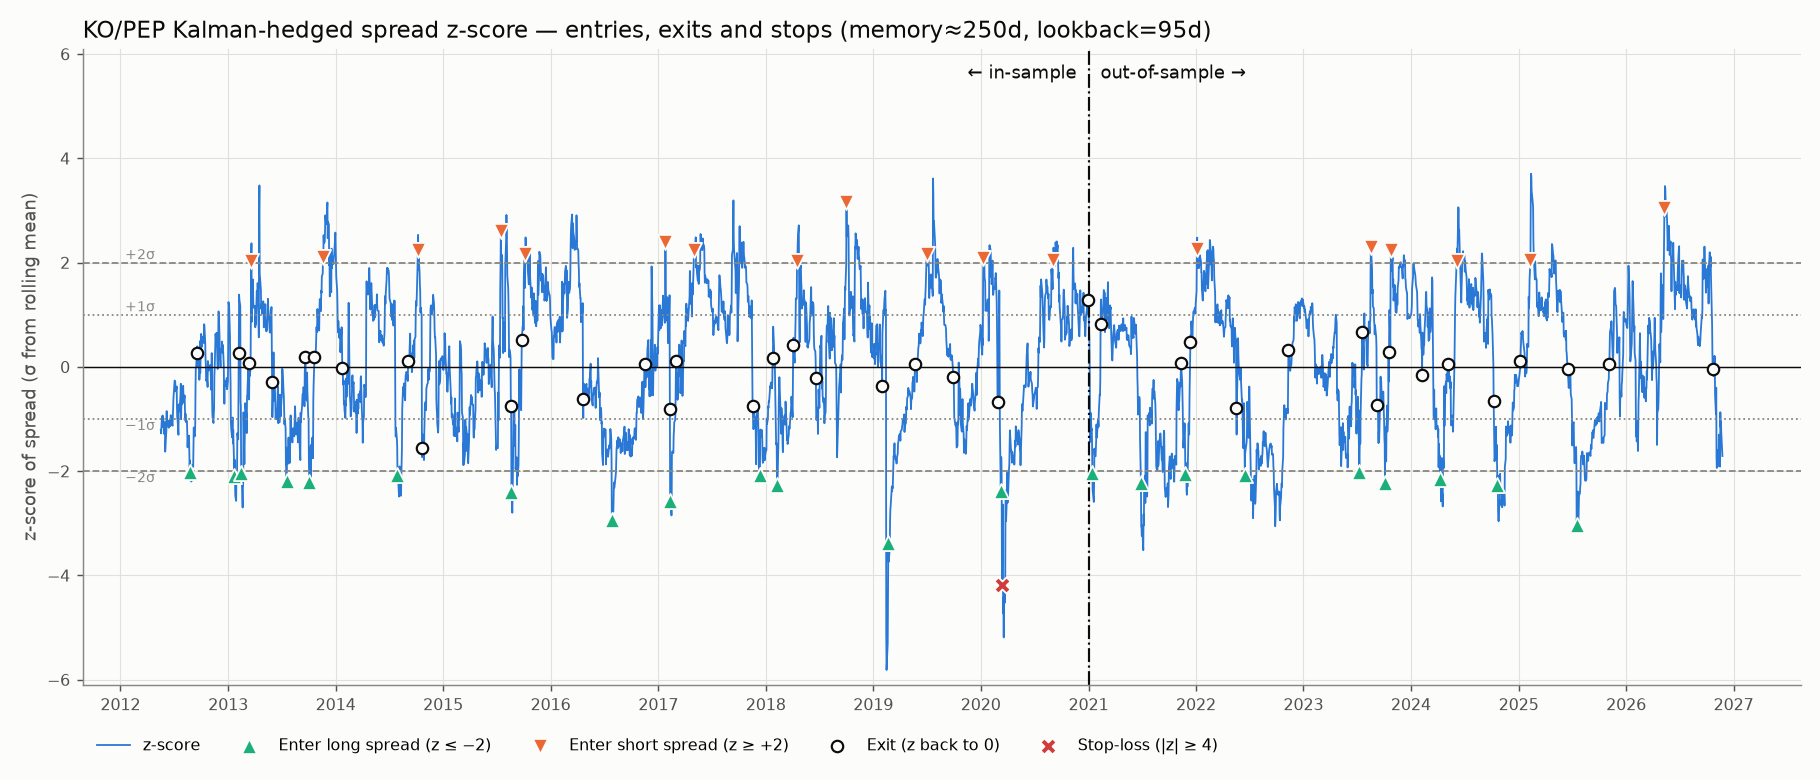 KO/PEP Kalman-hedged spread z-score — entries, exits and stops (memory≈250d, lookback=95d)
← in-sample
out-of-sample →
z-score of spread (σ from rolling mean)
6
4
2
0
−2
−4
−6
+2σ
+1σ
−1σ
−2σ
2012 2013 2014 2015 2016 2017 2018 2019 2020 2021 2022 2023 2024 2025 2026 2027
z-score
Enter long spread (z ≤ −2)
Enter short spread (z ≥ +2)
Exit (z back to 0)
Stop-loss (|z| ≥ 4)